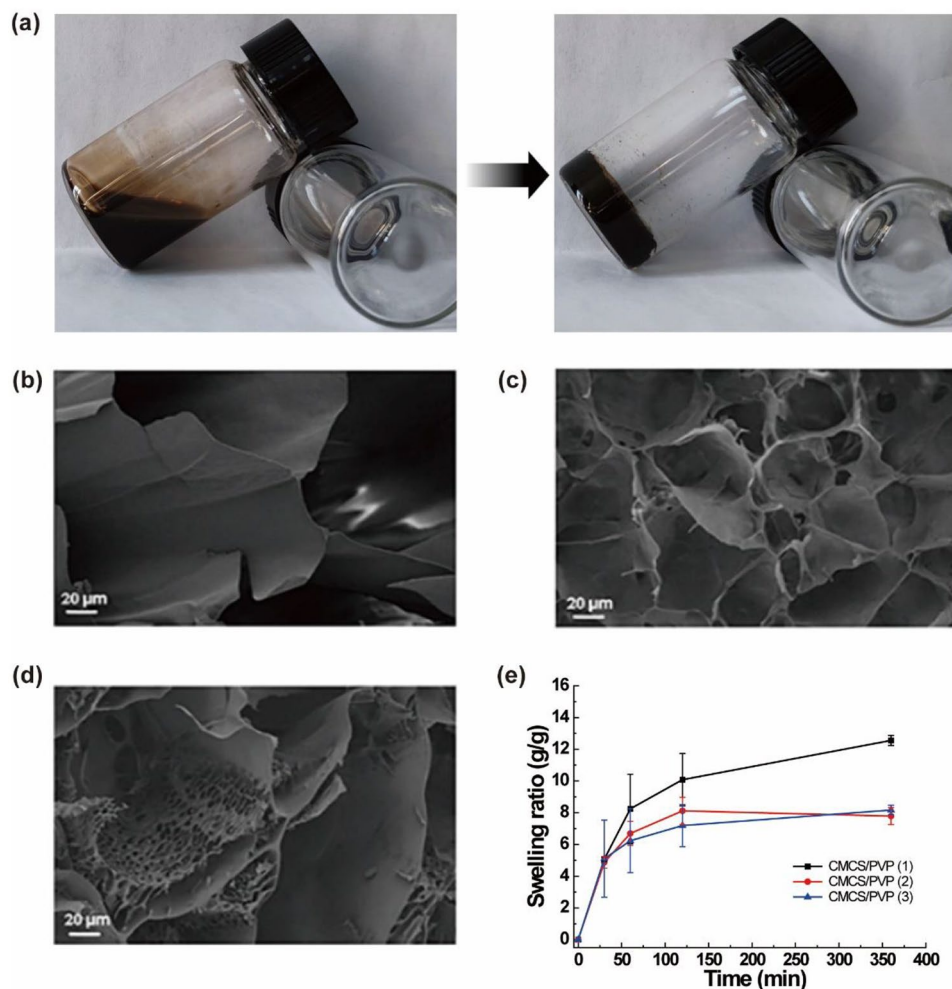 (a)
(b)
(c)
20 μm
20 μm
(d)
(e)
20 μm
Swelling ratio (g/g)
16
14
12
10
8
6
4
2
0
CMCS/PVP (1)
CMCS/PVP (2)
CMCS/PVP (3)
0 50 100 150 200 250 300 350 400
Time (min)